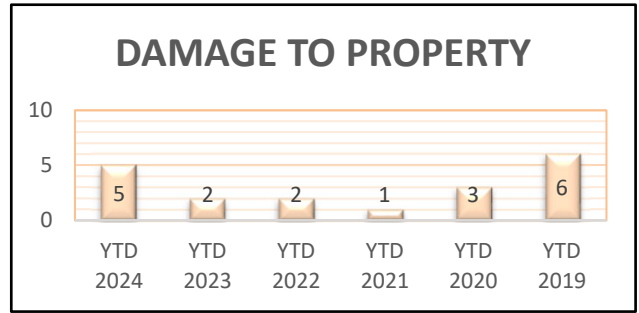 DAMAGE TO PROPERTY
10
5
0
5 2 2 1 3 6
YTD YTD YTD YTD YTD YTD
2024 2023 2022 2021 2020 2019